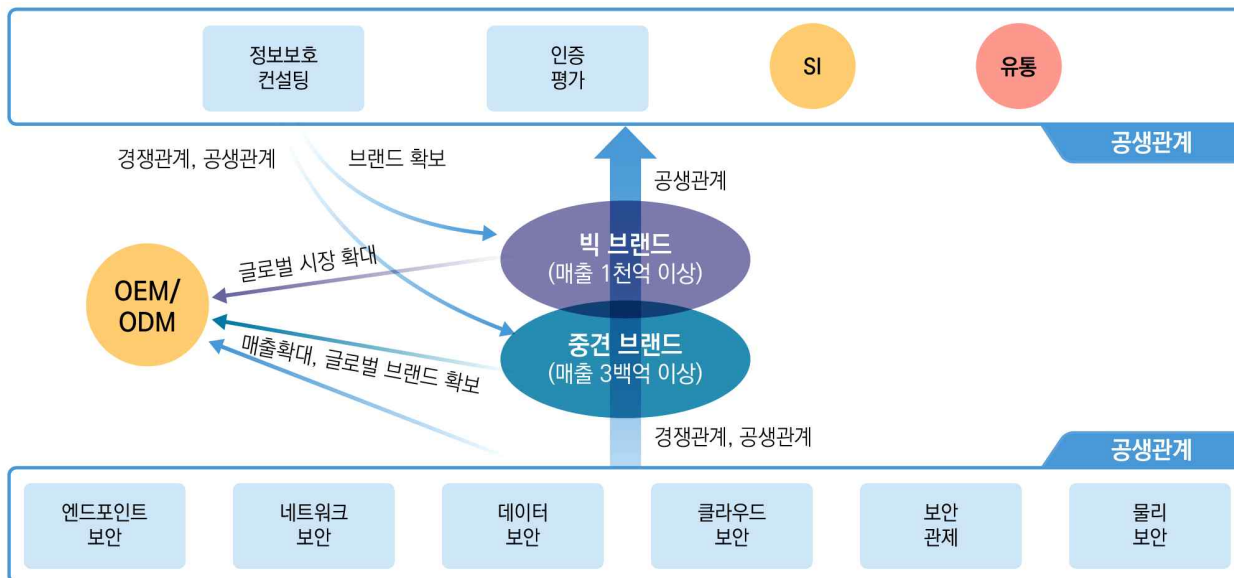 정보보호
컨설팅
인증
평가
SI
유통
공생관계
경쟁관계, 공생관계
브랜드 확보
공생관계
빅 브랜드
(매출 1천억 이상)
글로벌 시장 확대
OEM/
ODM
중견 브랜드
(매출 3백억 이상)
매출확대, 글로벌 브랜드 확보
경쟁관계, 공생관계
공생관계
엔드포인트
보안
네트워크
보안
데이터
보안
클라우드
보안
보안
관제
물리
보안